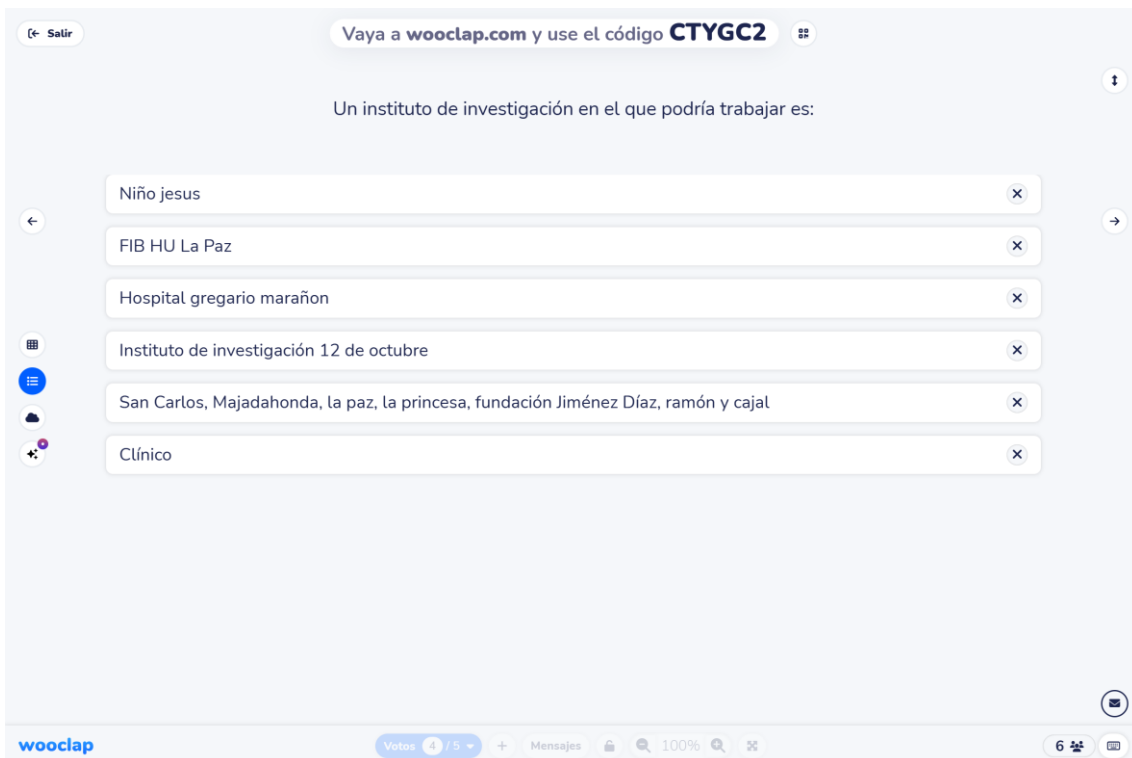 Salir
Vaya a wooclap.com y use el código CTYGC2
Un instituto de investigación en el que podría trabajar es:
Niño jesus
FIB HU La Paz
Hospital gregario marañon
Instituto de investigación 12 de octubre
San Carlos, Majadahonda, la paz, la princesa, fundación Jiménez Díaz, ramón y cajal
Clínico
wooclap
Votos 4 / 5
+ Mensajes
100%
6